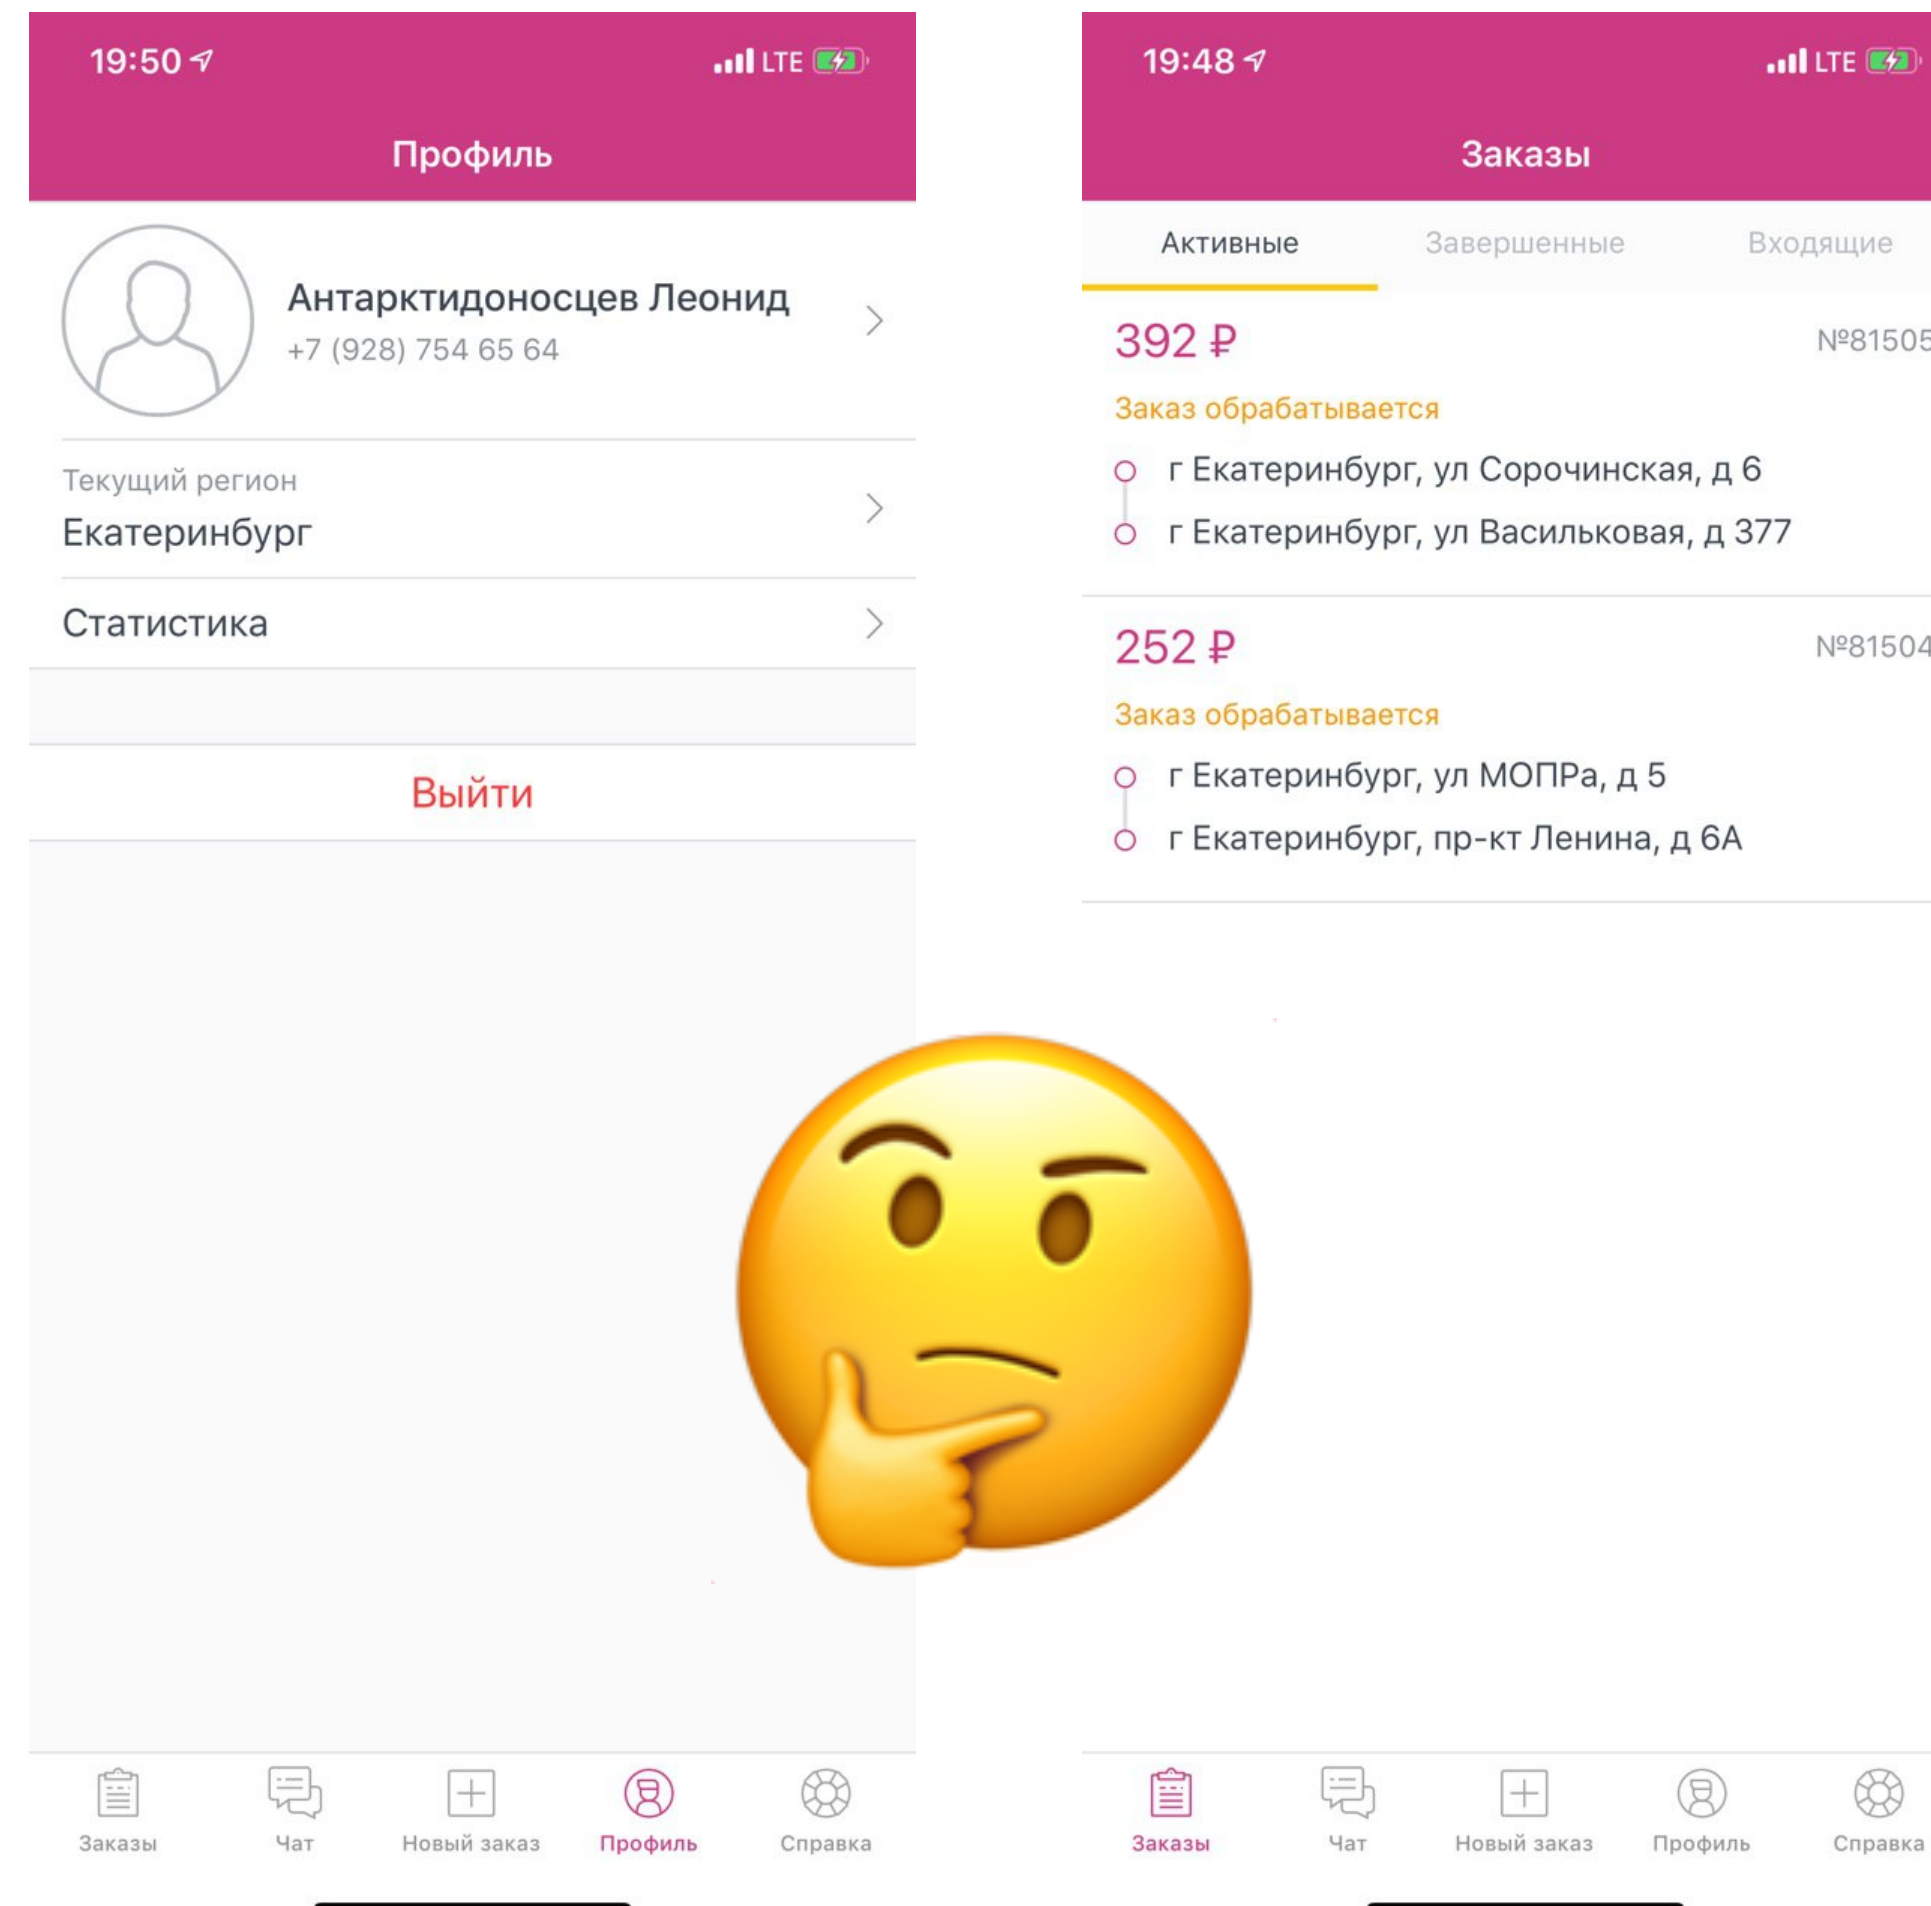 19:50
LTE
Профиль
Антарктидоносцев Леонид
+7 (928) 754 65 64
Текущий регион
Екатеринбург
Статистика
Выйти
Заказы
Чат
Новый заказ
Профиль
Справка
19:48
LTE
Заказы
Активные
Завершенные
Входящие
392 ₽
№81505
Заказ обрабатывается
г Екатеринбург, ул Сорочинская, д 6
г Екатеринбург, ул Васильковая, д 377
252 ₽
№81504
Заказ обрабатывается
г Екатеринбург, ул МОПРа, д 5
г Екатеринбург, пр-кт Ленина, д 6А
Заказы
Чат
Новый заказ
Профиль
Справка